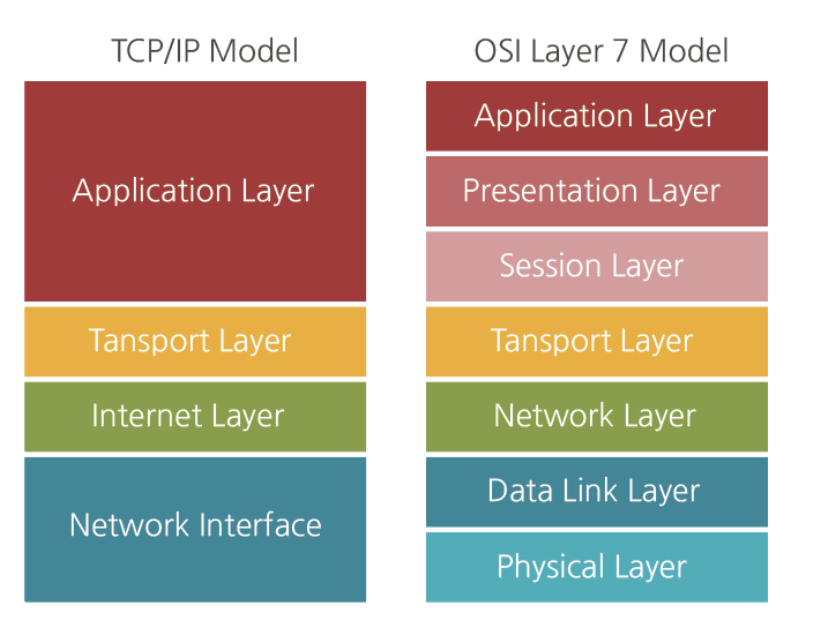 TCP/IP Model
Application Layer
Tansport Layer
Internet Layer
Network Interface
OSI Layer 7 Model
Application Layer
Presentation Layer
Session Layer
Tansport Layer
Network Layer
Data Link Layer
Physical Layer